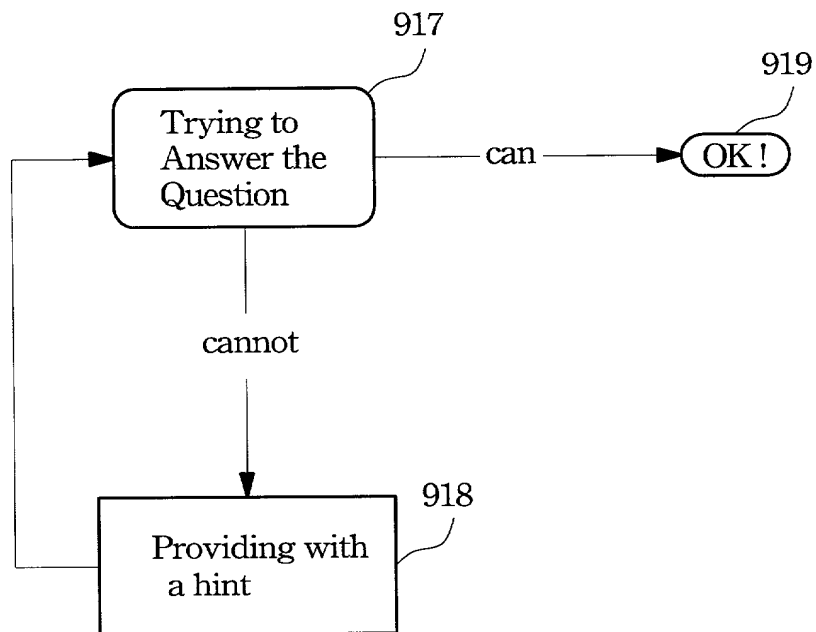 917
919
Trying to
Answer the
Question
can
OK !
cannot
918
Providing with
a hint